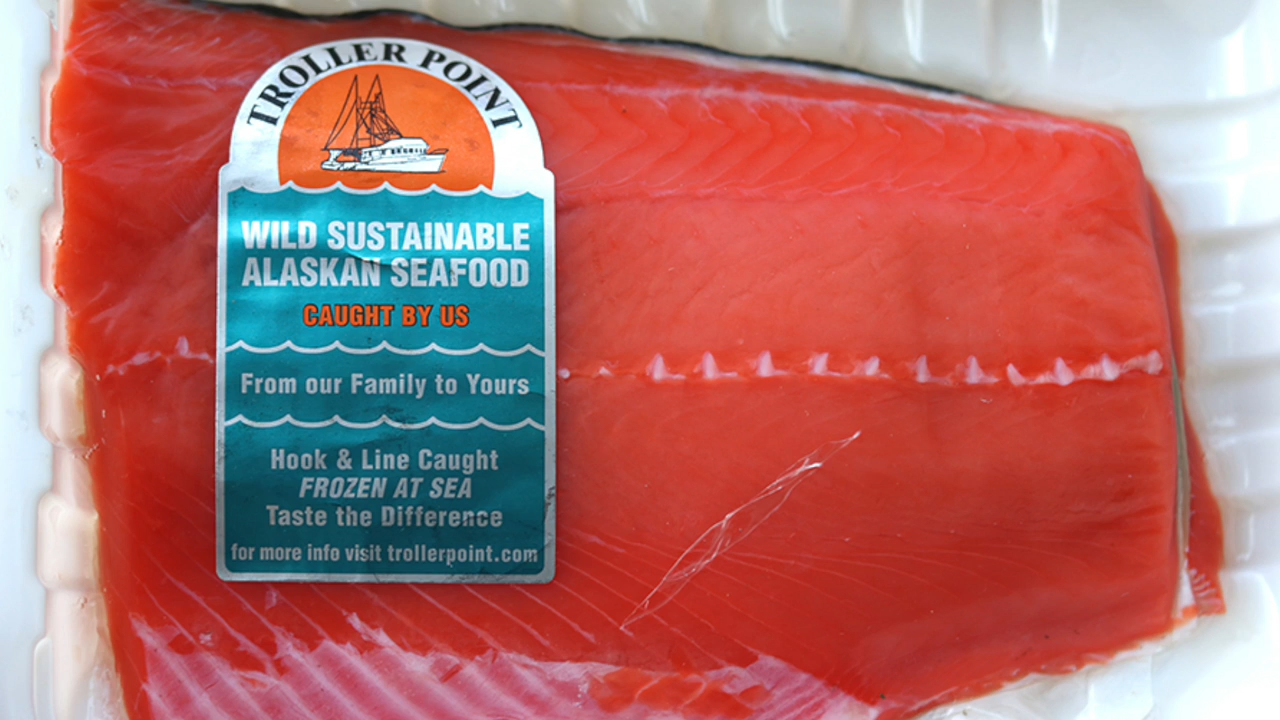 TROLLER POINT
WILD SUSTAINABLE
ALASKAN SEAFOOD
CAUGHT BY US
From our Family to Yours
Hook & Line Caught
FROZEN AT SEA
Taste the Difference
for more info visit trollerpoint.com